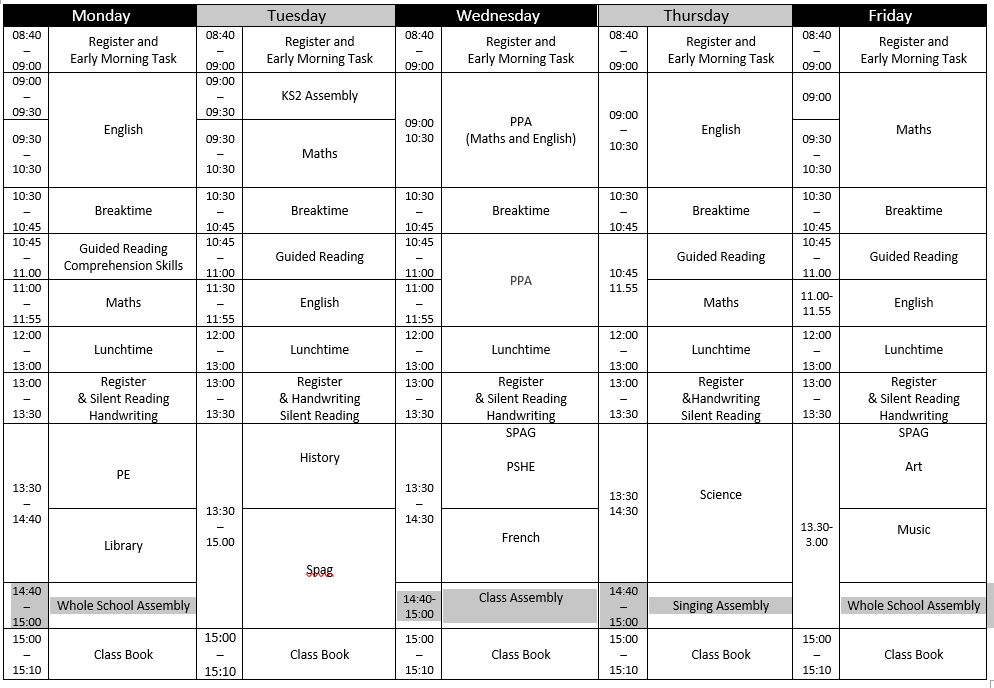 Monday
Tuesday
Wednesday
Thursday
Friday
08:40
–
09:00
Register and
Early Morning Task
08:40
–
09:00
Register and
Early Morning Task
08:40
–
09:00
Register and
Early Morning Task
08:40
–
09:00
Register and
Early Morning Task
08:40
–
09:00
Register and
Early Morning Task
09:00
–
09:30
09:30
–
10:30
English
09:00
–
09:30
KS2 Assembly
09:30
–
10:30
Maths
09:00
10:30
PPA
(Maths and English)
09:00
–
10:30
English
09:00
09:30
–
10:30
Maths
10:30
–
10:45
Breaktime
10:30
–
10:45
Breaktime
10:30
–
10:45
Breaktime
10:30
–
10:45
Breaktime
10:30
–
10:45
Breaktime
10:45
–
11.00
Guided Reading
Comprehension Skills
10:45
–
11:00
Guided Reading
10:45
–
11:00
PPA
10:45
11.55
Guided Reading
10:45
–
11.00
Guided Reading
11:00
–
11:55
Maths
11:30
–
11:55
English
11:00
–
11:55
Maths
11.00-
11.55
English
12:00
–
13:00
Lunchtime
12:00
–
13:00
Lunchtime
12:00
–
13:00
Lunchtime
12:00
–
13:00
Lunchtime
12:00
–
13:00
Lunchtime
13:00
–
13:30
Register
& Silent Reading
Handwriting
13:00
–
13:30
Register
& Handwriting
Silent Reading
13:00
–
13:30
Register
& Silent Reading
Handwriting
13:00
–
13:30
Register
&Handwriting
Silent Reading
13:00
–
13:30
Register
& Silent Reading
Handwriting
13:30
–
14:40
PE
Library
13:30
–
15.00
History
Spag
13:30
–
14:30
SPAG
PSHE
French
13:30
14:30
Science
13.30-
3.00
SPAG
Art
Music
14:40
–
15:00
Whole School Assembly
14:40-
15:00
Class Assembly
14:40
–
15:00
Singing Assembly
Whole School Assembly
15:00
–
15:10
Class Book
15:00
–
15:10
Class Book
15:00
–
15:10
Class Book
15:00
–
15:10
Class Book
15:00
–
15:10
Class Book